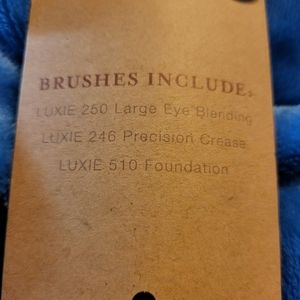 BRUSHES INCLUDE:
LUXIE 250 Large Eye Blending
LUXIE 246 Precision Crease
LUXIE 510 Foundation